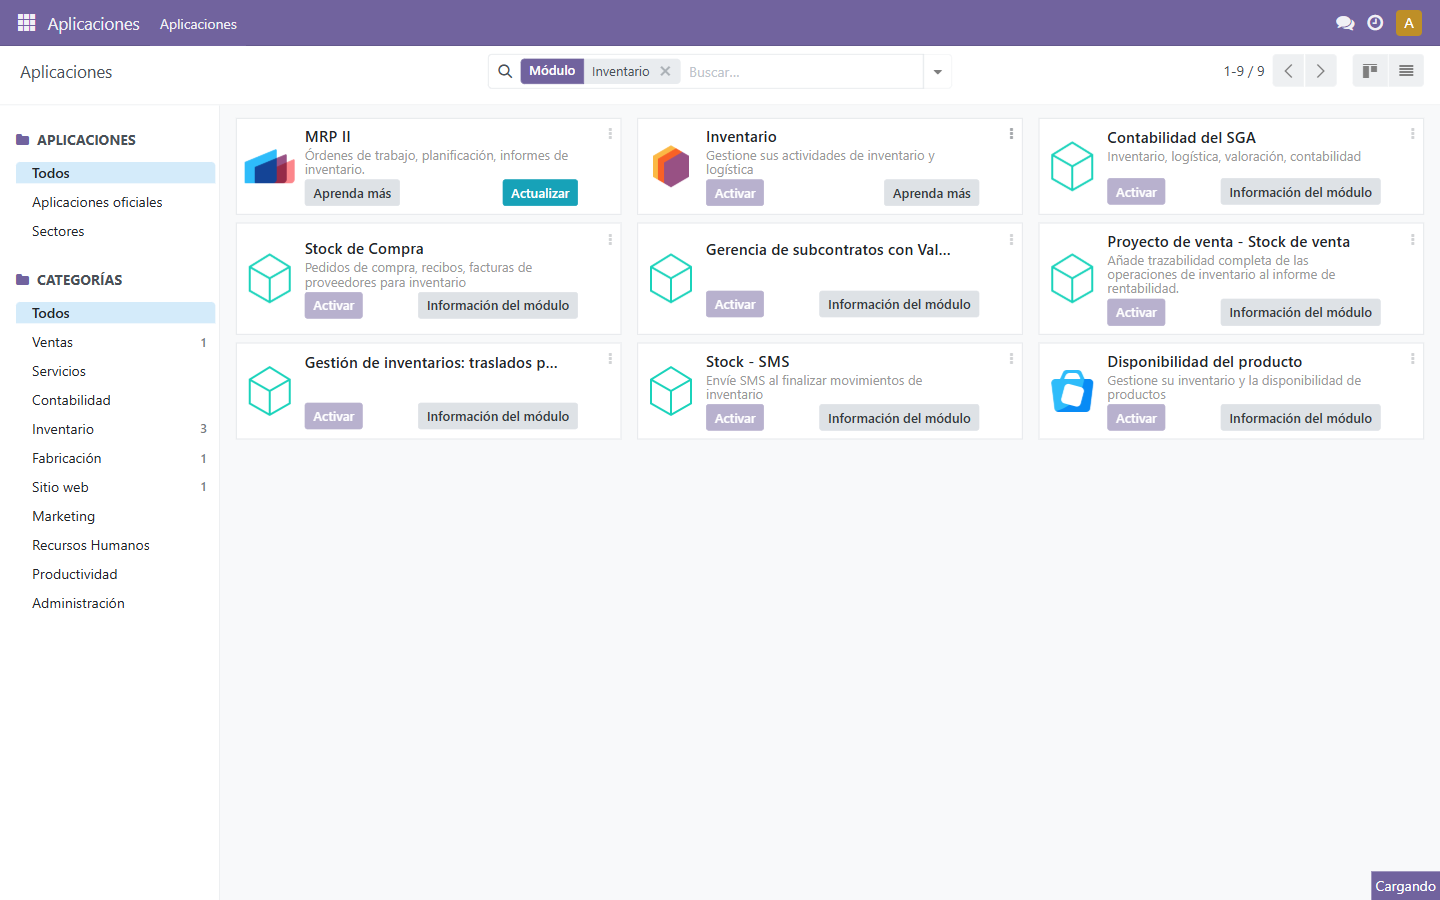 Aplicaciones
Aplicaciones
A
Aplicaciones
Módulo
Inventario
Buscar...
1-9 / 9
APLICACIONES
Todos
Aplicaciones oficiales
Sectores
CATEGORÍAS
Todos
Ventas 1
Servicios
Contabilidad
Inventario 3
Fabricación 1
Sitio web 1
Marketing
Recursos Humanos
Productividad
Administración
MRP II
Órdenes de trabajo, planificación, informes de
inventario.
Aprenda más
Actualizar
Inventario
Gestione sus actividades de inventario y
logística
Activar
Aprenda más
Contabilidad del SGA
Inventario, logística, valoración, contabilidad
Activar
Información del módulo
Stock de Compra
Pedidos de compra, recibos, facturas de
proveedores para inventario
Activar
Información del módulo
Gerencia de subcontratos con Val...
Activar
Información del módulo
Proyecto de venta - Stock de venta
Añade trazabilidad completa de las
operaciones de inventario al informe de
rentabilidad.
Activar
Información del módulo
Gestión de inventarios: traslados p...
Activar
Información del módulo
Stock - SMS
Envíe SMS al finalizar movimientos de
inventario
Activar
Información del módulo
Disponibilidad del producto
Gestione su inventario y la disponibilidad de
productos
Activar
Información del módulo
Cargando